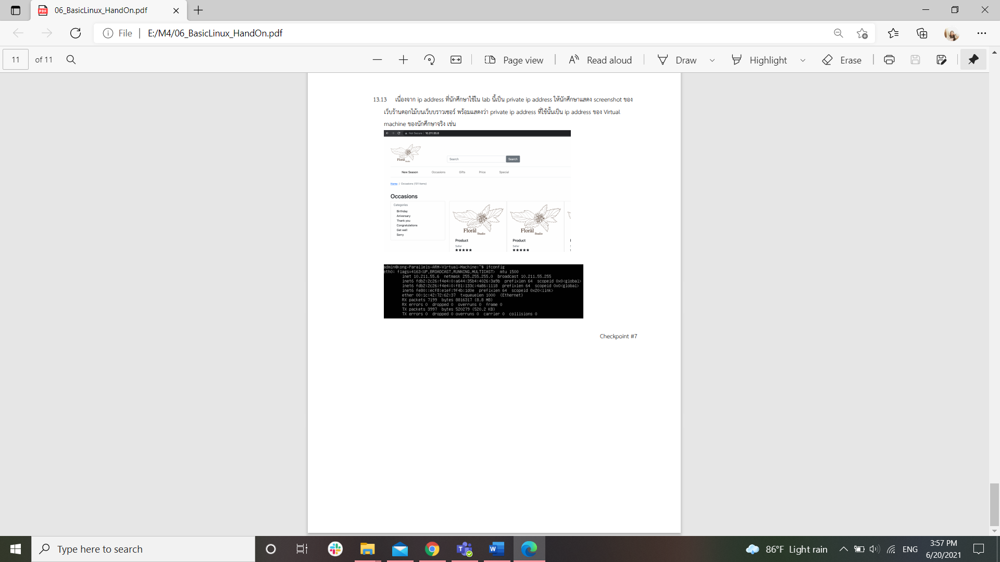 06_BasicLinux_HandOn.pdf
File | E:/M4/06_BasicLinux_HandOn.pdf
11 of 11 Page view Read aloud Draw Highlight Erase
13.13 เนื่องจาก ip address ที่นักศึกษาใช้ใน lab นี้เป็น private ip address ให้นักศึกษาแสดง screenshot ของ
เว็บร้านดอกไม้บนเว็บบราวเซอร์ พร้อมแสดงว่า private ip address ที่ใช้นั้นเป็น ip address ของ Virtual
machine ของนักศึกษาจริง เช่น
Not Secure | 10.211.55.6
Floral
Studio
Search Search
New Season Occasions Gifts Price Special
Home / Occasions (101 Items)
Occasions
Categories
Birthday
Aniversary
Thank you
Congratulations
Get well
Sorry
Floral Studio
Product
Seller
★★★★★
Floral Studio
Product
Seller
★★★★★
admin@kong-Parallels-ARM-Virtual-Machine:~$ ifconfig
eth0: flags=4163<UP,BROADCAST,RUNNING,MULTICAST> mtu 1500
inet 10.211.55.6 netmask 255.255.255.0 broadcast 10.211.55.255
inet6 fdb2:2c26:f4e4:0:a644:35b4:4026:3a9b prefixlen 64 scopeid 0x0<global>
inet6 fdb2:2c26:f4e4:0:f81:133c:4a86:1118 prefixlen 64 scopeid 0x0<global>
inet6 fe80::ecf8:e1ef:9f4b:1d0e prefixlen 64 scopeid 0x20<link>
ether 00:1c:42:72:62:37 txqueuelen 1000 (Ethernet)
RX packets 7199 bytes 8816317 (8.8 MB)
RX errors 0 dropped 0 overruns 0 frame 0
TX packets 3997 bytes 520279 (520.2 KB)
TX errors 0 dropped 0 overruns 0 carrier 0 collisions 0
Checkpoint #7
Type here to search
86°F Light rain
ENG
3:57 PM
6/20/2021